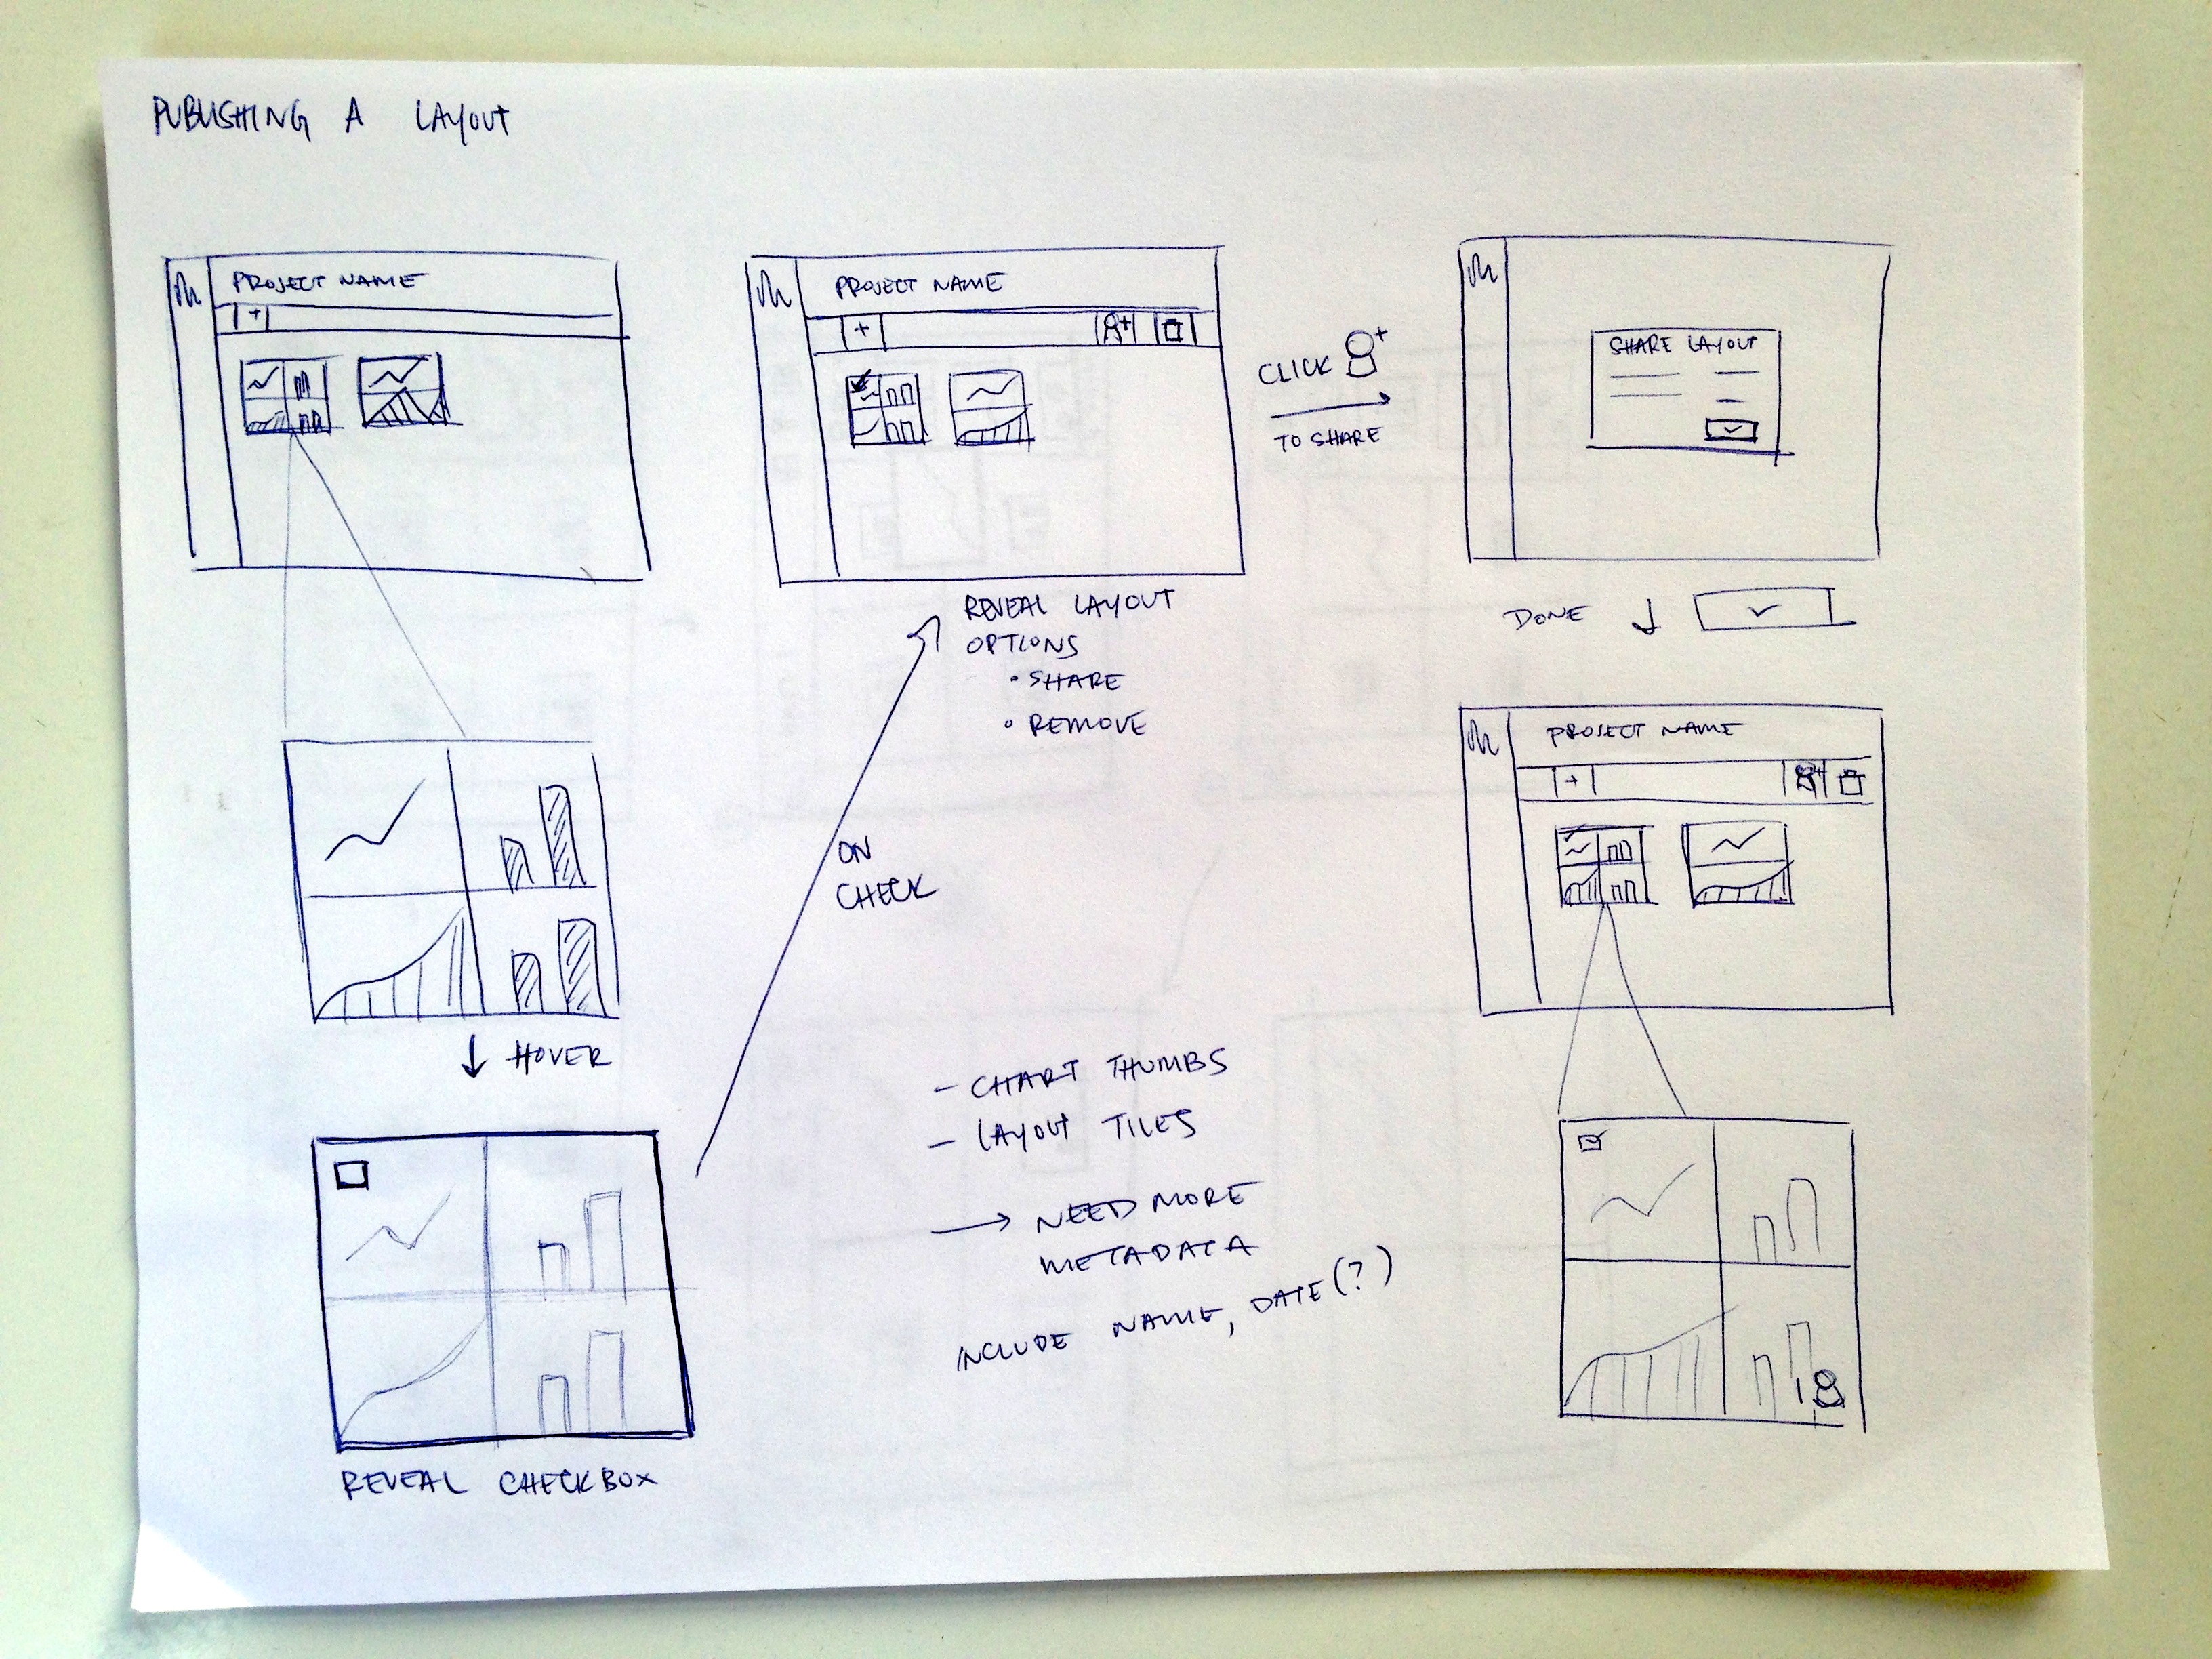 PUBLISHING A LAYOUT
PROJECT NAME
+
HOVER
REVEAL CHECKBOX
ON
CHECK
PROJECT NAME
+
+
REVEAL LAYOUT
OPTIONS
• SHARE
• REMOVE
CLICK +
TO SHARE
SHARE LAYOUT
DONE
PROJECT NAME
+
- CHART THUMBS
- LAYOUT TILES
→ NEED MORE
METADATA
INCLUDE NAME, DATE (?)